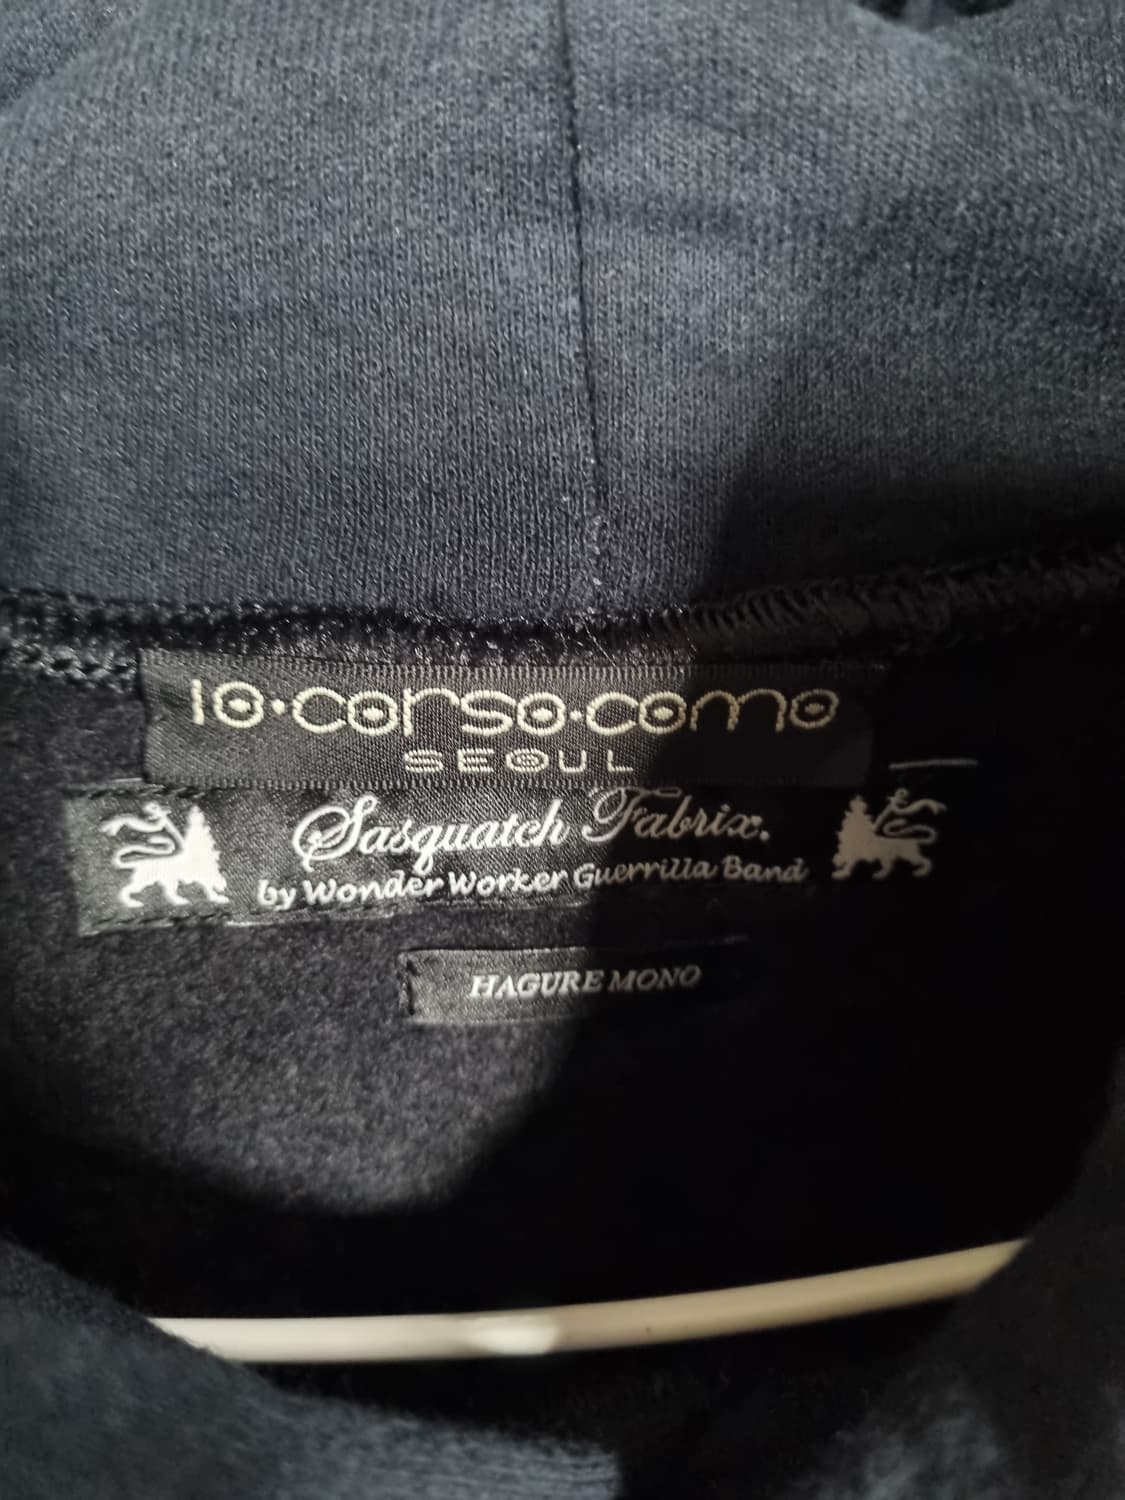 10·corso·como
SEOUL
Sasquatch Fabrix.
by Wonder Worker Guerrilla Band
HAGURE MONO